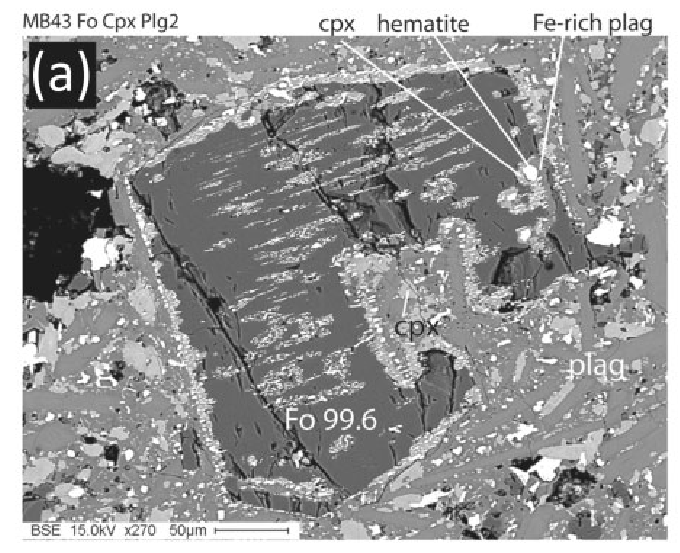 MB43 Fo Cpx Plg2
cpx hematite Fe-rich plag
(a)
cpx
plag
g
Fo 99.6
BSE 15.0kV x270 50µm